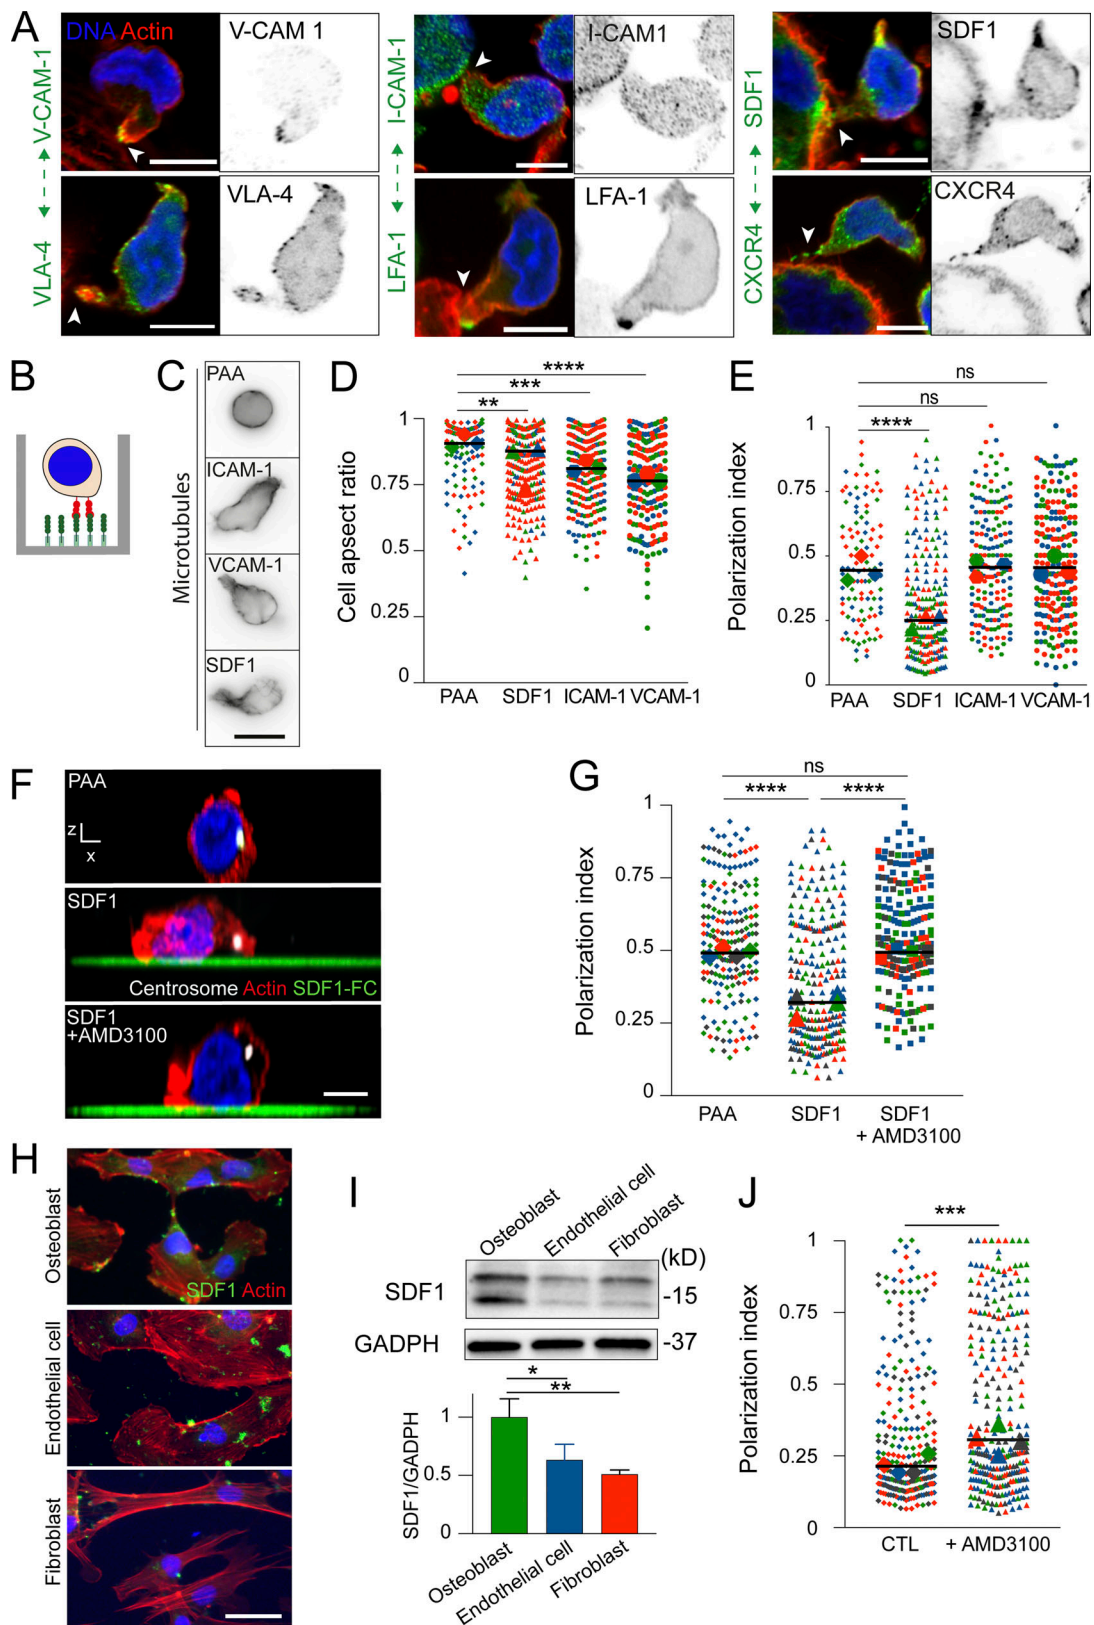 A
DNA Actin
V-CAM 1
V-CAM-1
VLA-4
VLA-4
I-CAM1
I-CAM-1
LFA-1
LFA-1
SDF1
SDF1
CXCR4
CXCR4
B
C
Microtubules
PAA
ICAM-1
VCAM-1
SDF1
D
****
***
**
Cell apsect ratio
1
0.75
0.5
0.25
0
PAA SDF1 ICAM-1 VCAM-1
E
ns
ns
****
Polarization index
1
0.75
0.5
0.25
0
PAA SDF1 ICAM-1 VCAM-1
F
PAA
z
x
SDF1
Centrosome Actin SDF1-FC
SDF1
+AMD3100
G
ns
**** ****
Polarization index
1
0.75
0.5
0.25
0
PAA SDF1 SDF1
+ AMD3100
H
Osteoblast
SDF1 Actin
Endothelial cell
Fibroblast
I
Osteoblast
Endothelial cell
Fibroblast
(kD)
SDF1 -15
GADPH -37
*
**
SDF1/GADPH
1
0.5
0
Osteoblast
Endothelial cell
Fibroblast
J
***
Polarization index
1
0.75
0.5
0.25
0
CTL + AMD3100